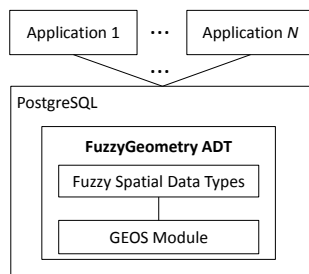 Application 1 ... Application N
...
PostgreSQL
FuzzyGeometry ADT
Fuzzy Spatial Data Types
GEOS Module